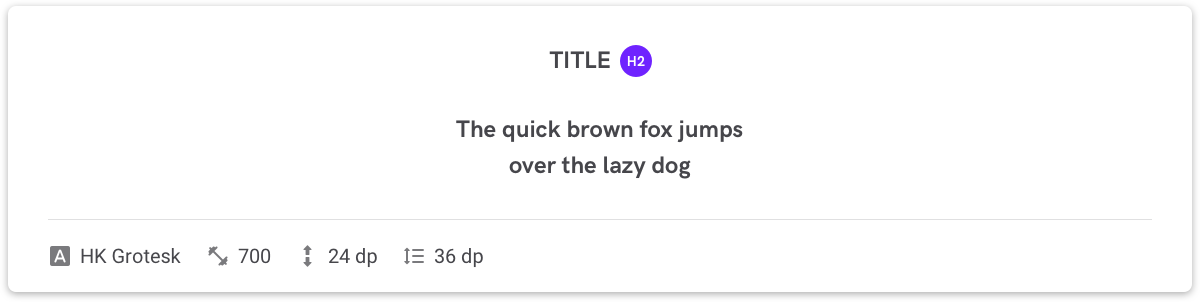 TITLE H2
The quick brown fox jumps
over the lazy dog
A HK Grotesk 700 24 dp 36 dp